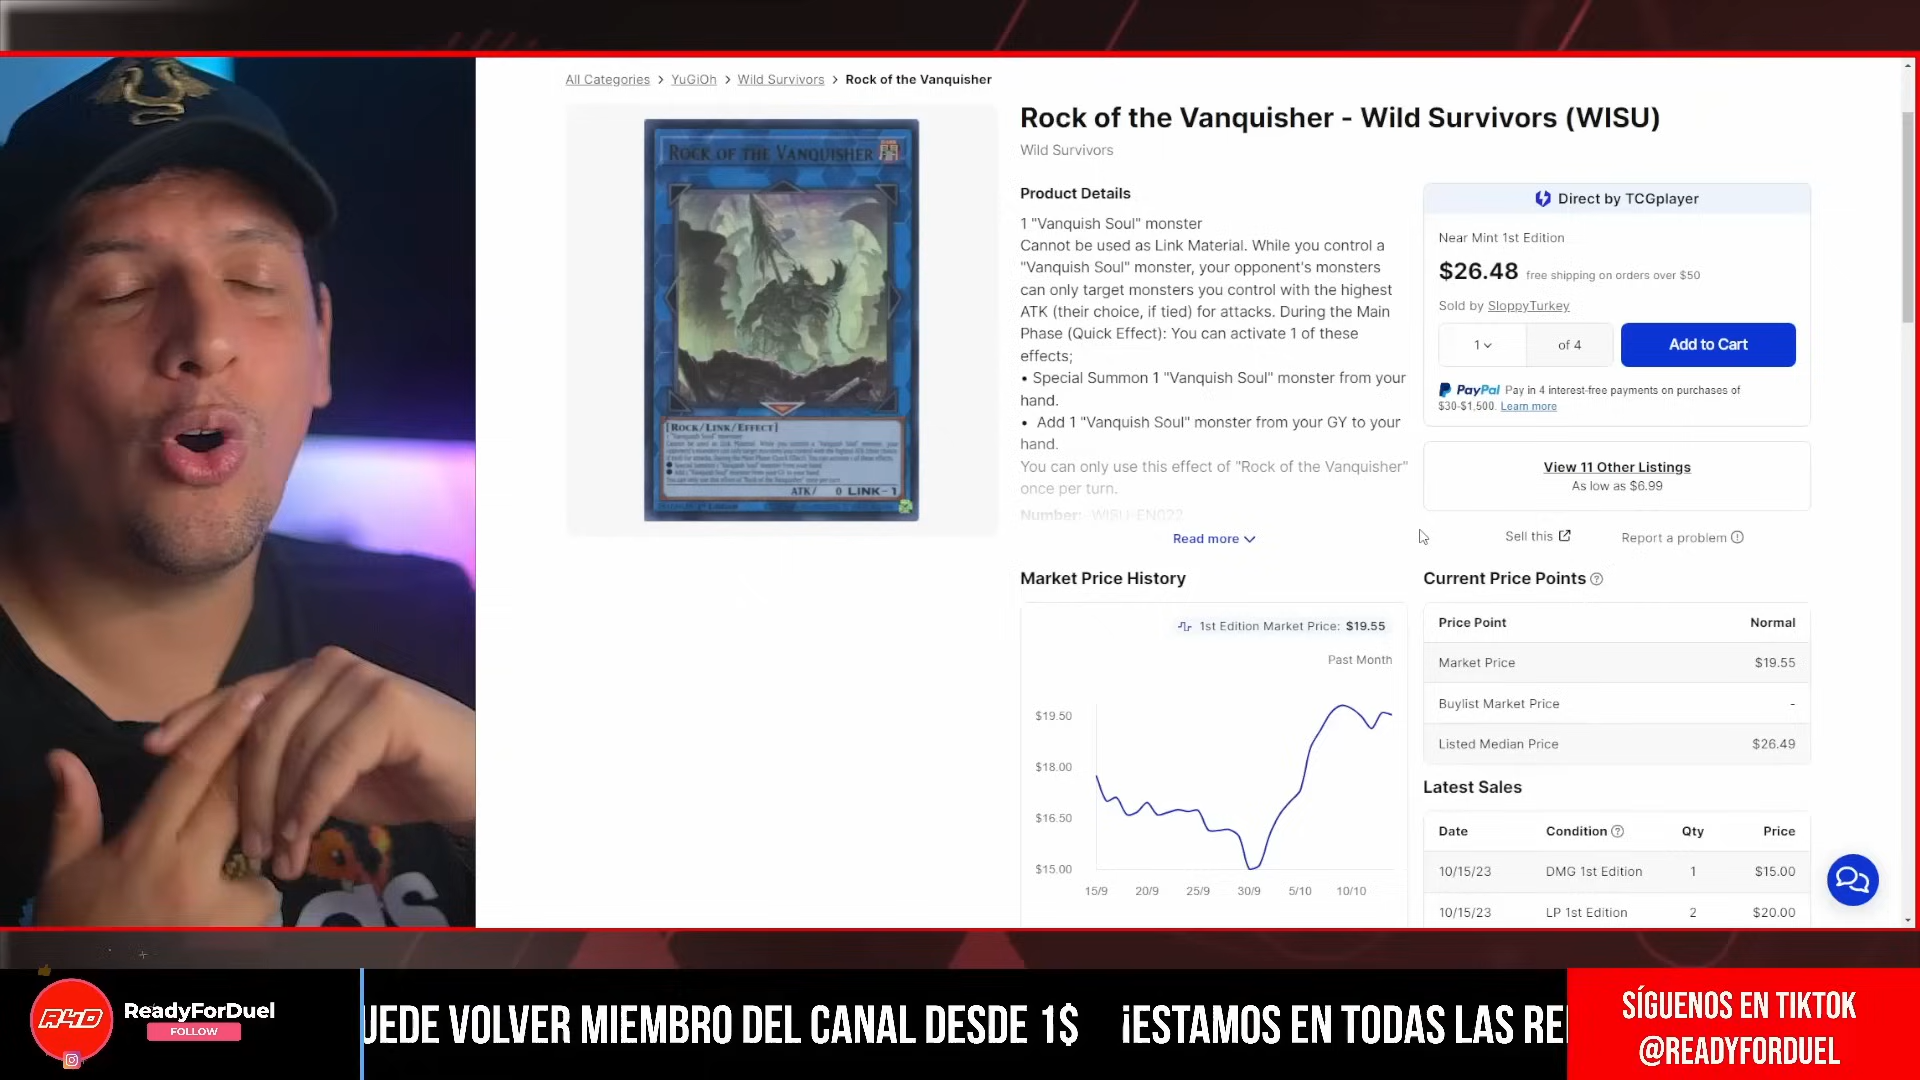 All Categories > YuGiOh > Wild Survivors > Rock of the Vanquisher
ROCK OF THE VANQUISHER
[ROCK/LINK/EFFECT]
ATK/ 0 LINK-1
Rock of the Vanquisher - Wild Survivors (WISU)
Wild Survivors
Product Details
1 "Vanquish Soul" monster
Cannot be used as Link Material. While you control a
"Vanquish Soul" monster, your opponent's monsters
can only target monsters you control with the highest
ATK (their choice, if tied) for attacks. During the Main
Phase (Quick Effect): You can activate 1 of these
effects;
• Special Summon 1 "Vanquish Soul" monster from your
hand.
• Add 1 "Vanquish Soul" monster from your GY to your
hand.
You can only use this effect of "Rock of the Vanquisher"
once per turn.
Number: WISU-EN022
Read more
Direct by TCGplayer
Near Mint 1st Edition
$26.48 free shipping on orders over $50
Sold by SloppyTurkey
1 of 4 Add to Cart
PayPal Pay in 4 interest-free payments on purchases of
$30-$1,500. Learn more
View 11 Other Listings
As low as $6.99
Sell this Report a problem
Market Price History
1st Edition Market Price: $19.55
Past Month
$19.50
$18.00
$16.50
$15.00
15/9 20/9 25/9 30/9 5/10 10/10
Current Price Points
Price Point Normal
Market Price $19.55
Buylist Market Price -
Listed Median Price $26.49
Latest Sales
Date Condition Qty Price
10/15/23 DMG 1st Edition 1 $15.00
10/15/23 LP 1st Edition 2 $20.00
R4D
ReadyForDuel
FOLLOW
UEDE VOLVER MIEMBRO DEL CANAL DESDE 1$ ¡ESTAMOS EN TODAS LAS RE
SÍGUENOS EN TIKTOK
@READYFORDUEL